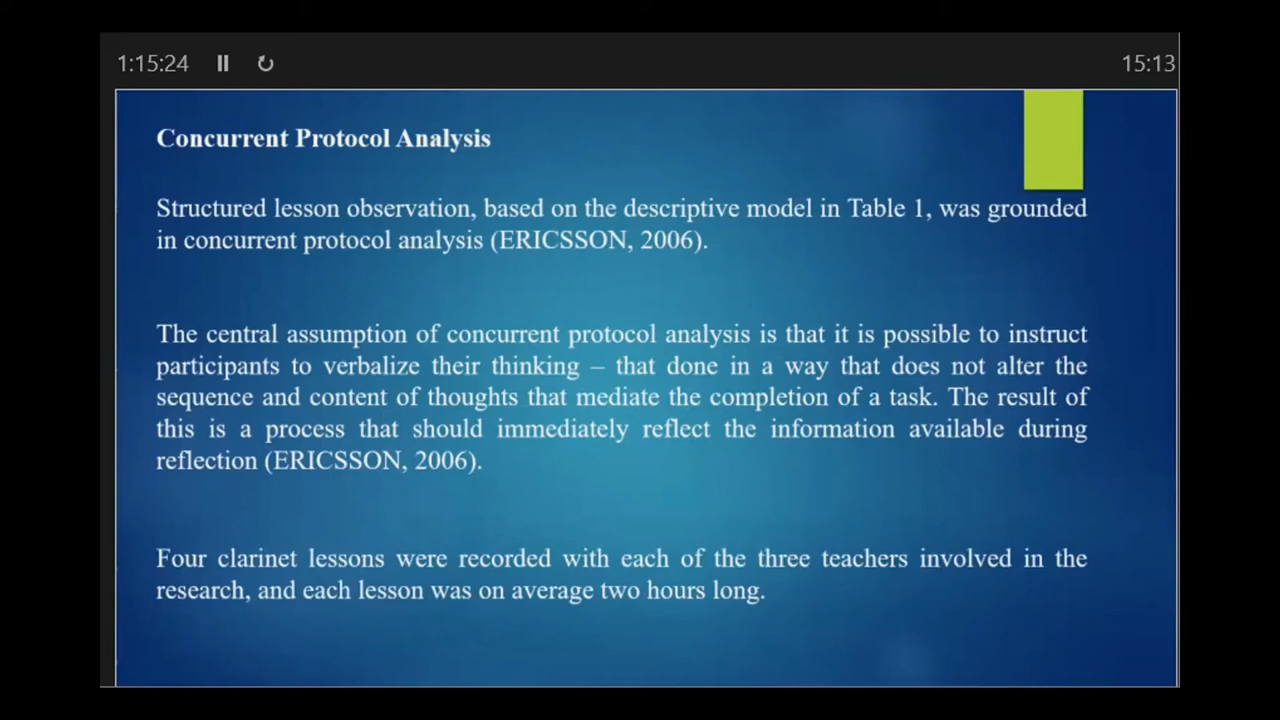 1:15:24
15:13
Concurrent Protocol Analysis
Structured lesson observation, based on the descriptive model in Table 1, was grounded
in concurrent protocol analysis (ERICSSON, 2006).
The central assumption of concurrent protocol analysis is that it is possible to instruct
participants to verbalize their thinking – that done in a way that does not alter the
sequence and content of thoughts that mediate the completion of a task. The result of
this is a process that should immediately reflect the information available during
reflection (ERICSSON, 2006).
Four clarinet lessons were recorded with each of the three teachers involved in the
research, and each lesson was on average two hours long.